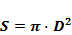 S = π · D²